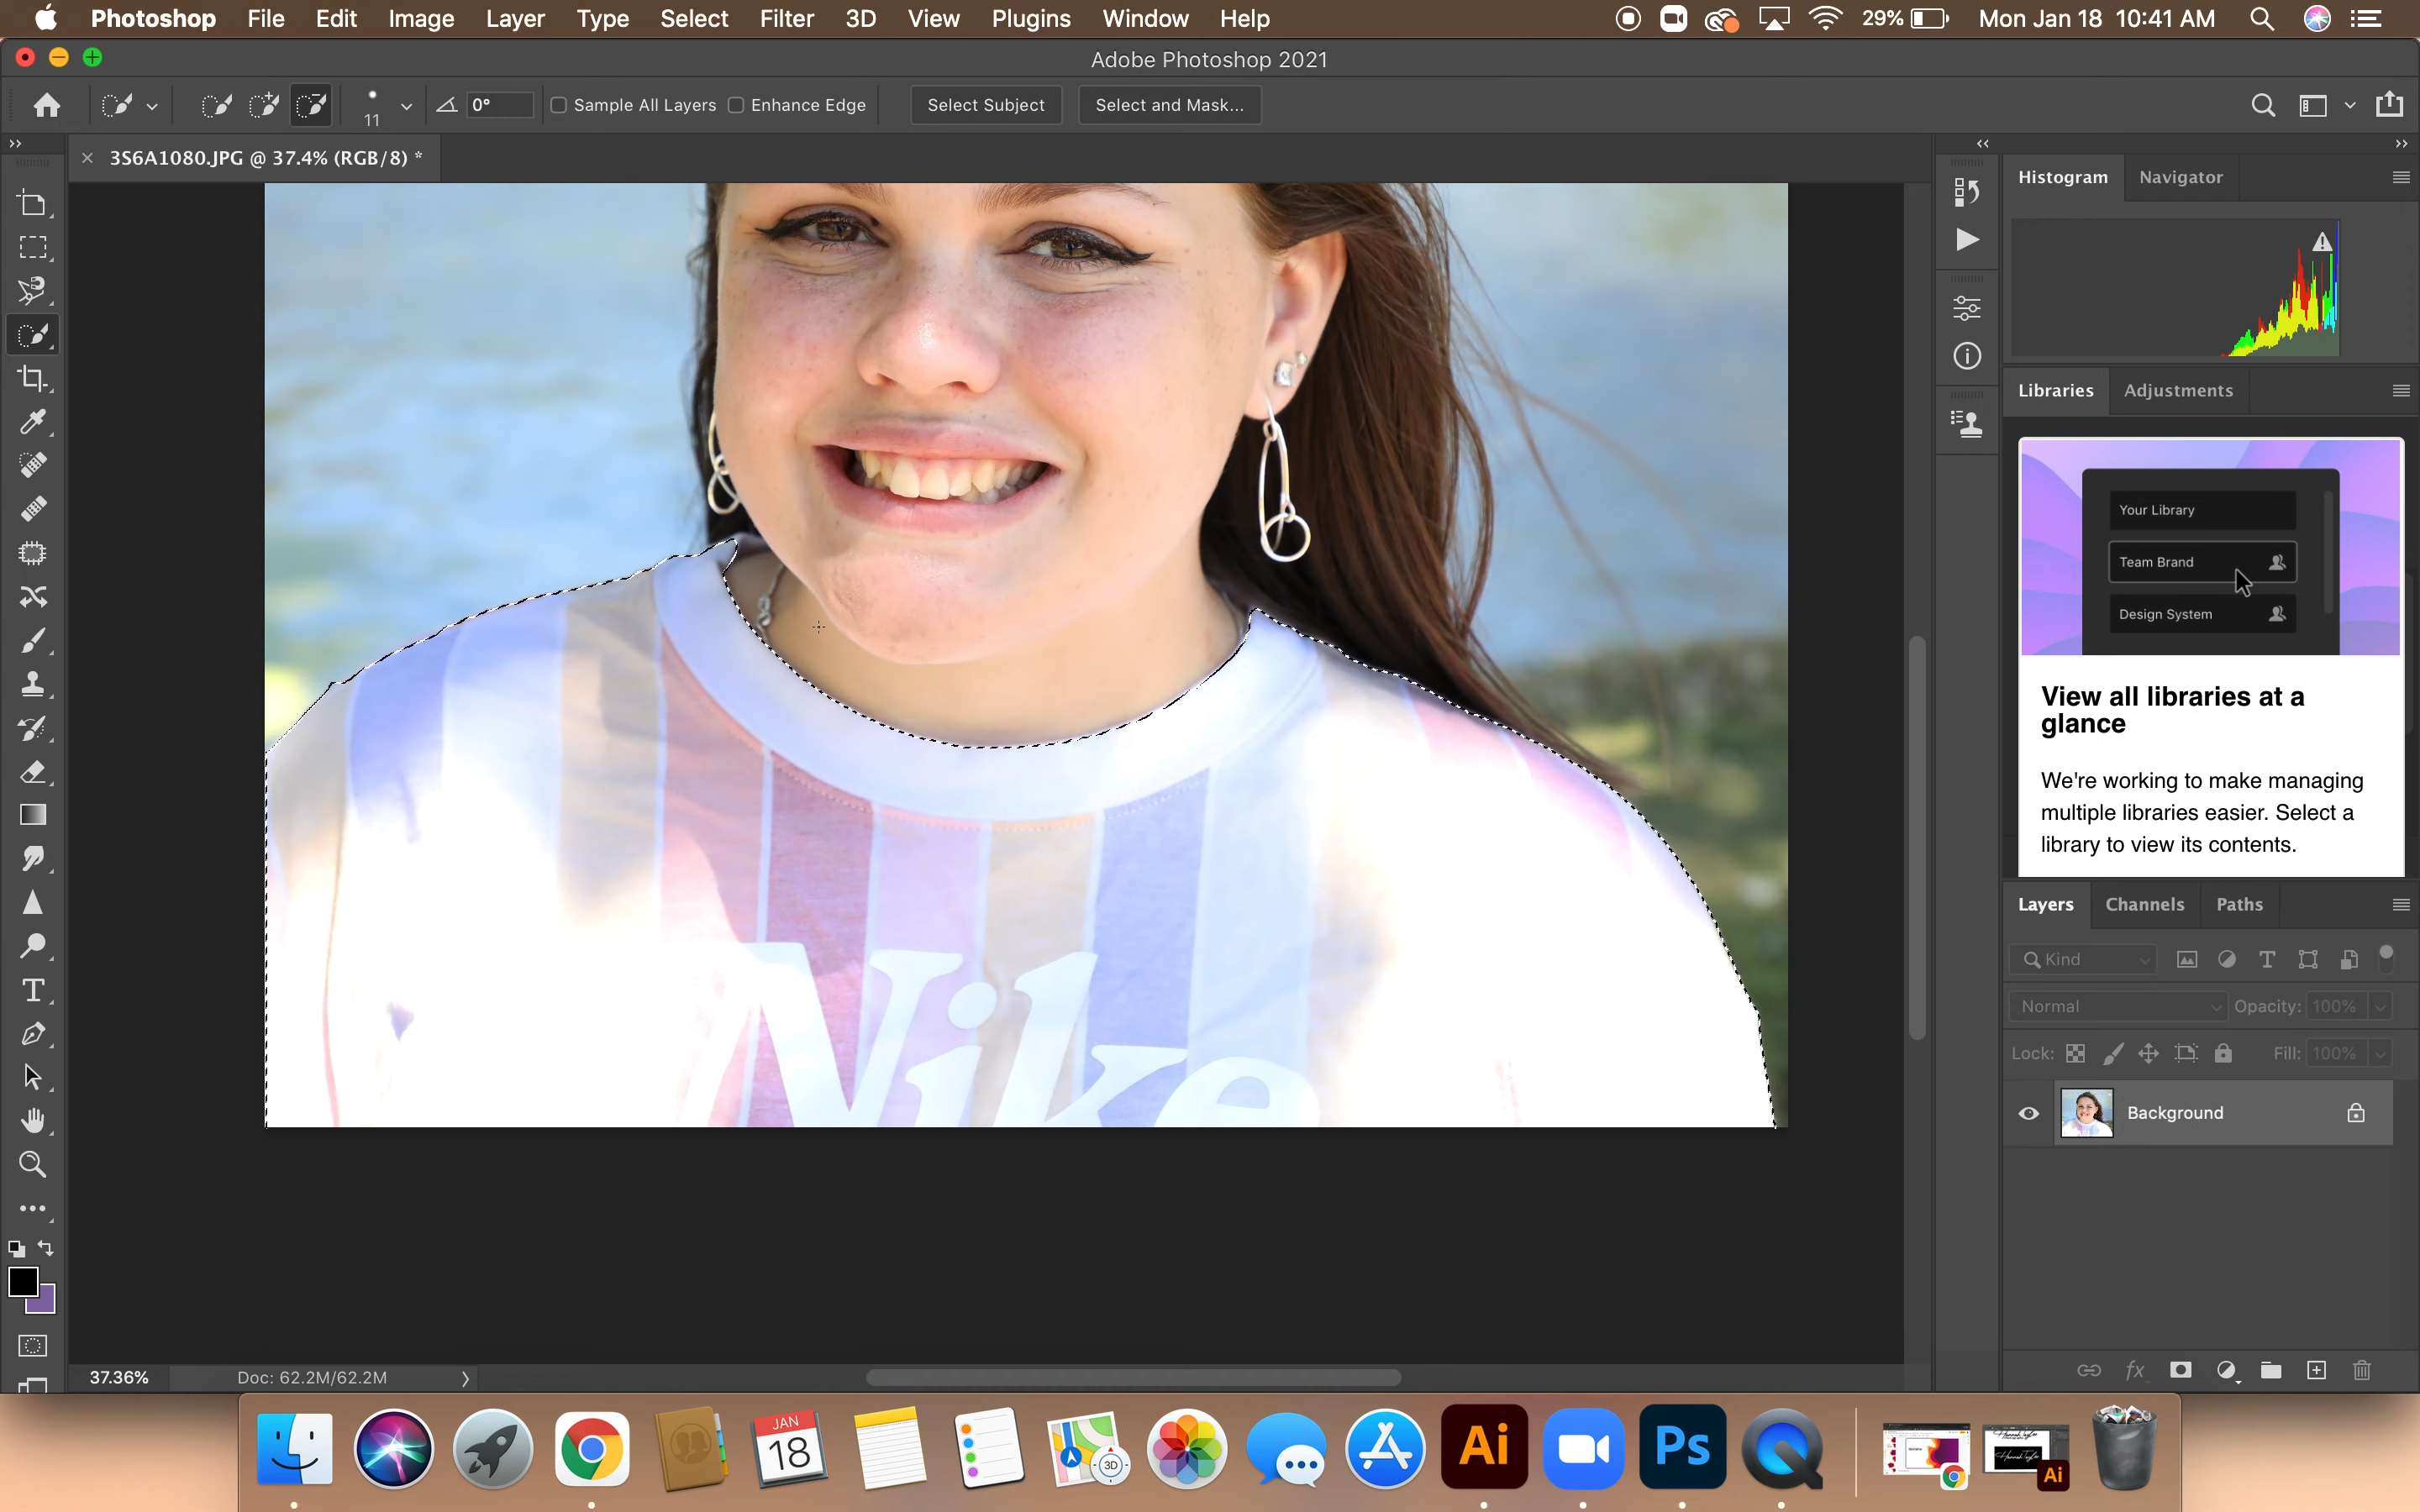 Photoshop File Edit Image Layer Type Select Filter 3D View Plugins Window Help 29% Mon Jan 18 10:41 AM
Adobe Photoshop 2021
11 0° Sample All Layers Enhance Edge Select Subject Select and Mask...
3S6A1080.JPG @ 37.4% (RGB/8) *
Histogram Navigator
Libraries Adjustments
Your Library
Team Brand
Design System
View all libraries at a
glance
We're working to make managing
multiple libraries easier. Select a
library to view its contents.
Layers Channels Paths
Kind
Normal Opacity: 100%
Lock: Fill: 100%
Background
Nike
37.36% Doc: 62.2M/62.2M
fx
JAN
18
3D
Ai
Ps
Ai